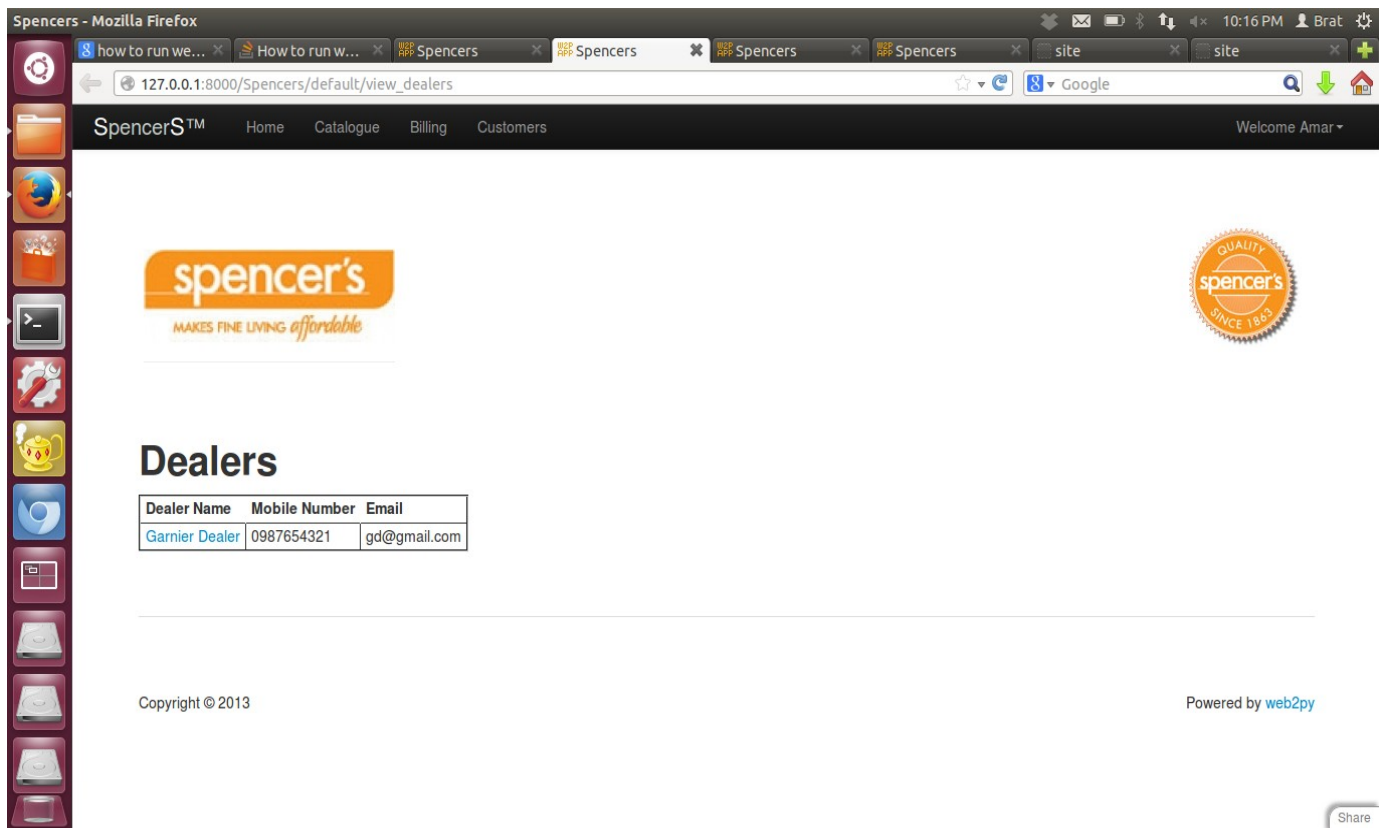 Spencers - Mozilla Firefox
10:16 PM Brat
how to run we... How to run w... Spencers Spencers Spencers Spencers site site
127.0.0.1:8000/Spencers/default/view_dealers
Google
SpencerS™ Home Catalogue Billing Customers Welcome Amar
spencer's
MAKES FINE LIVING affordable
QUALITY
spencer's
SINCE 1863
Dealers
Dealer Name Mobile Number Email
Garnier Dealer 0987654321 gd@gmail.com
Copyright © 2013
Powered by web2py
Share